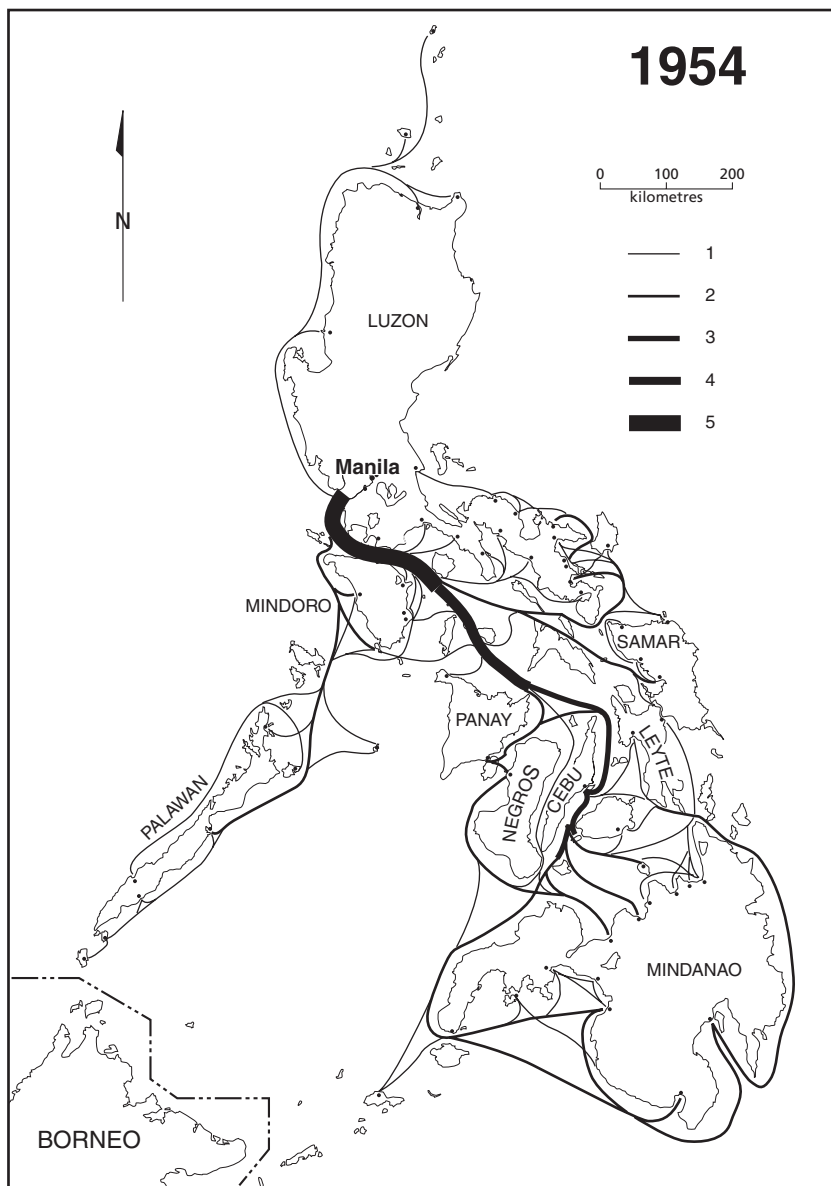 1954
0 100 200
kilometres
N
1
2
3
4
5
LUZON
Manila
MINDORO
SAMAR
PANAY
LEYTE
NEGROS
CEBU
PALAWAN
MINDANAO
BORNEO